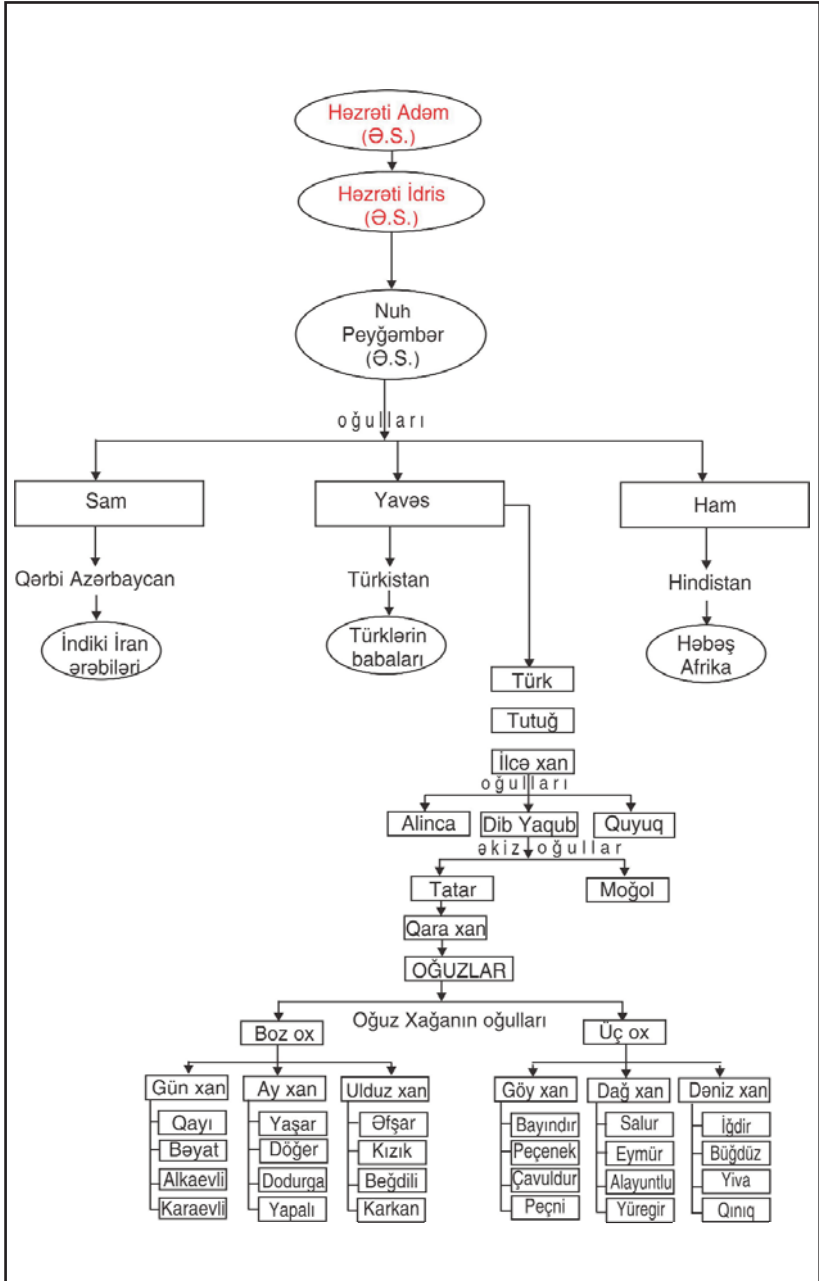 Həzrəti Adəm
(Ə.S.)
Həzrəti İdris
(Ə.S.)
Nuh
Peyğəmbər
(Ə.S.)
oğulları
Sam
Yavəs
Ham
Qərbi Azərbaycan
Türkistan
Hindistan
İndiki İran
ərəbiləri
Türklərin
babaları
Həbəş
Afrika
Türk
Tutuğ
İlcə xan
oğulları
Alinca
Dib Yaqub
Quyuq
əkiz oğullar
Tatar
Moğol
Qara xan
OĞUZLAR
Oğuz Xağanın oğulları
Boz ox
Üç ox
Gün xan
Ay xan
Ulduz xan
Göy xan
Dağ xan
Dəniz xan
Qayı
Yaşar
Əfşar
Bayındır
Salur
İğdir
Bəyat
Döğer
Kızık
Peçenek
Eymür
Büğdüz
Alkaevli
Dodurga
Beğdili
Çavuldur
Alayuntlu
Yiva
Karaevli
Yapalı
Karkan
Peçni
Yüregir
Qınıq